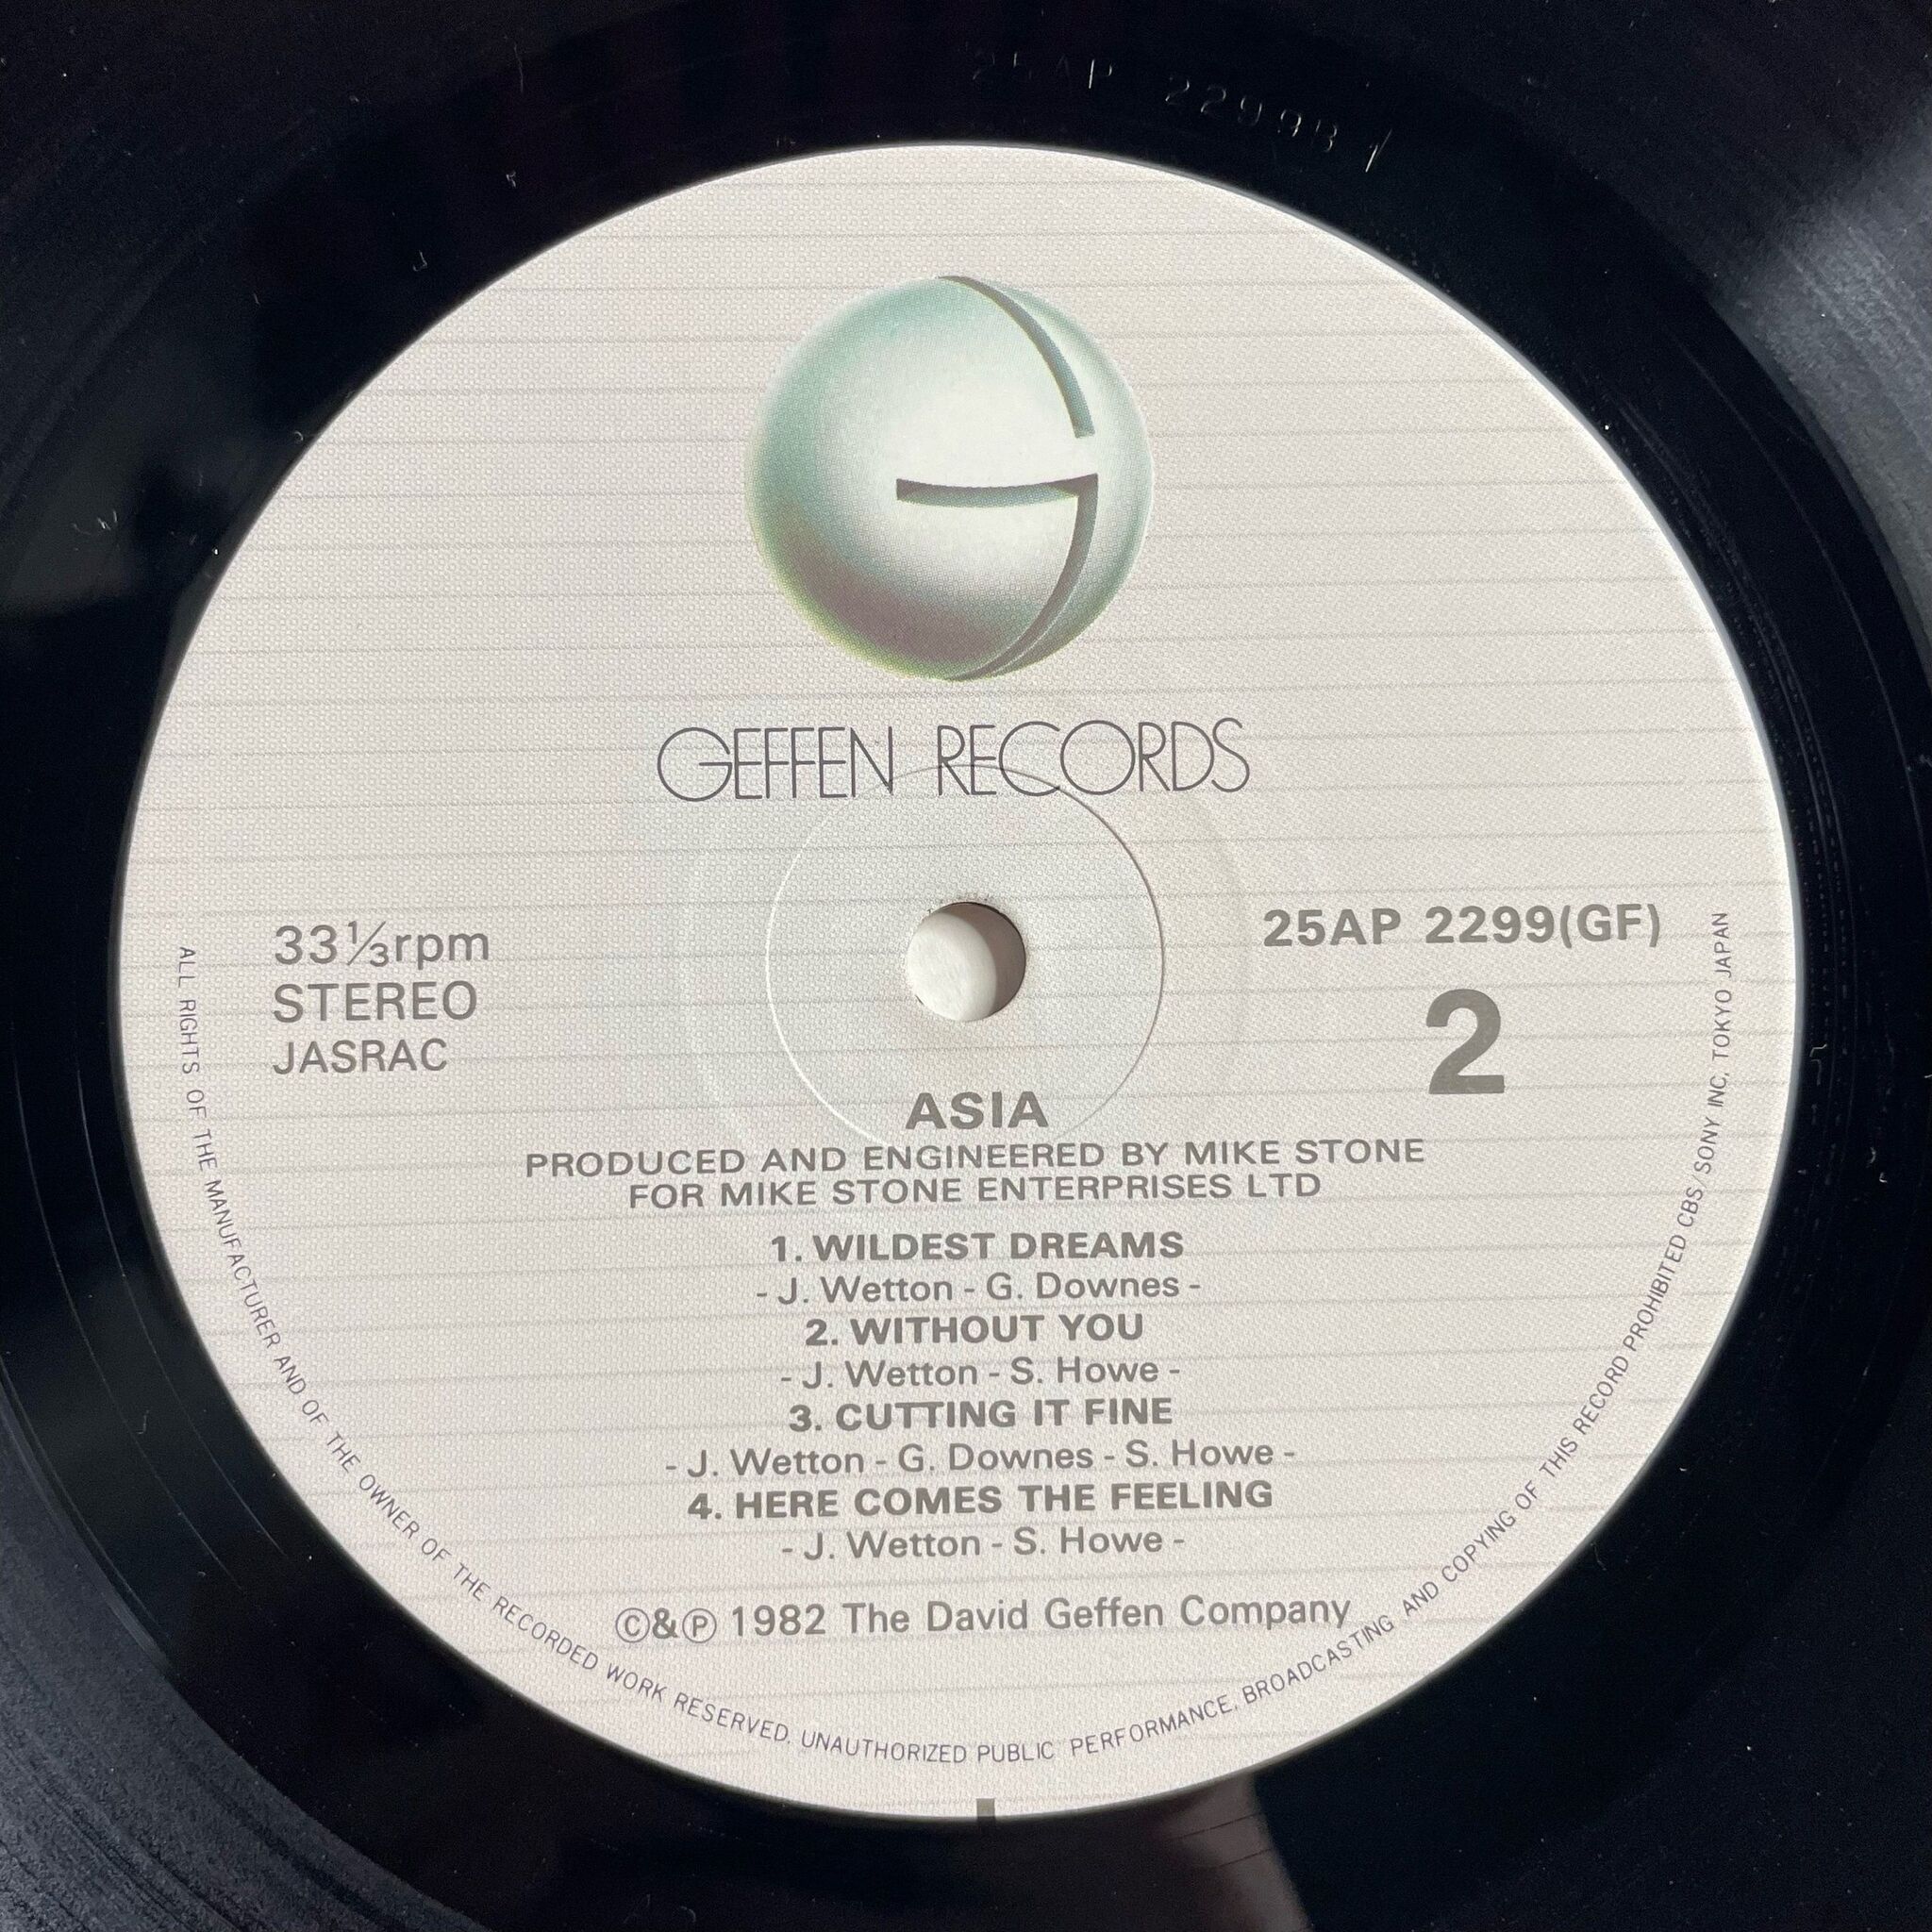 25AP 2299B1
GEFFEN RECORDS
33⅓rpm
STEREO
JASRAC
25AP 2299(GF)
2
ASIA
PRODUCED AND ENGINEERED BY MIKE STONE
FOR MIKE STONE ENTERPRISES LTD
1. WILDEST DREAMS
- J. Wetton - G. Downes -
2. WITHOUT YOU
- J. Wetton - S. Howe -
3. CUTTING IT FINE
- J. Wetton - G. Downes - S. Howe -
4. HERE COMES THE FEELING
- J. Wetton - S. Howe -
©&℗ 1982 The David Geffen Company
ALL RIGHTS OF THE MANUFACTURER AND OF THE OWNER OF THE RECORDED WORK RESERVED. UNAUTHORIZED PUBLIC PERFORMANCE, BROADCASTING AND COPYING OF THIS RECORD PROHIBITED CBS/SONY INC. TOKYO JAPAN